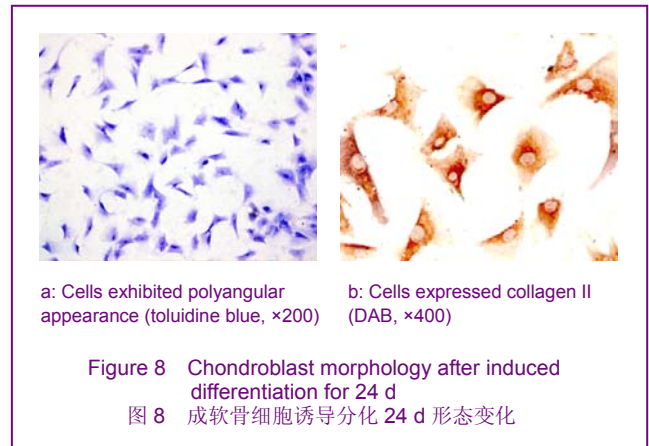 a: Cells exhibited polyangular
appearance (toluidine blue, ×200)
b: Cells expressed collagen II
(DAB, ×400)
Figure 8 Chondroblast morphology after induced
differentiation for 24 d
图 8 成软骨细胞诱导分化 24 d 形态变化